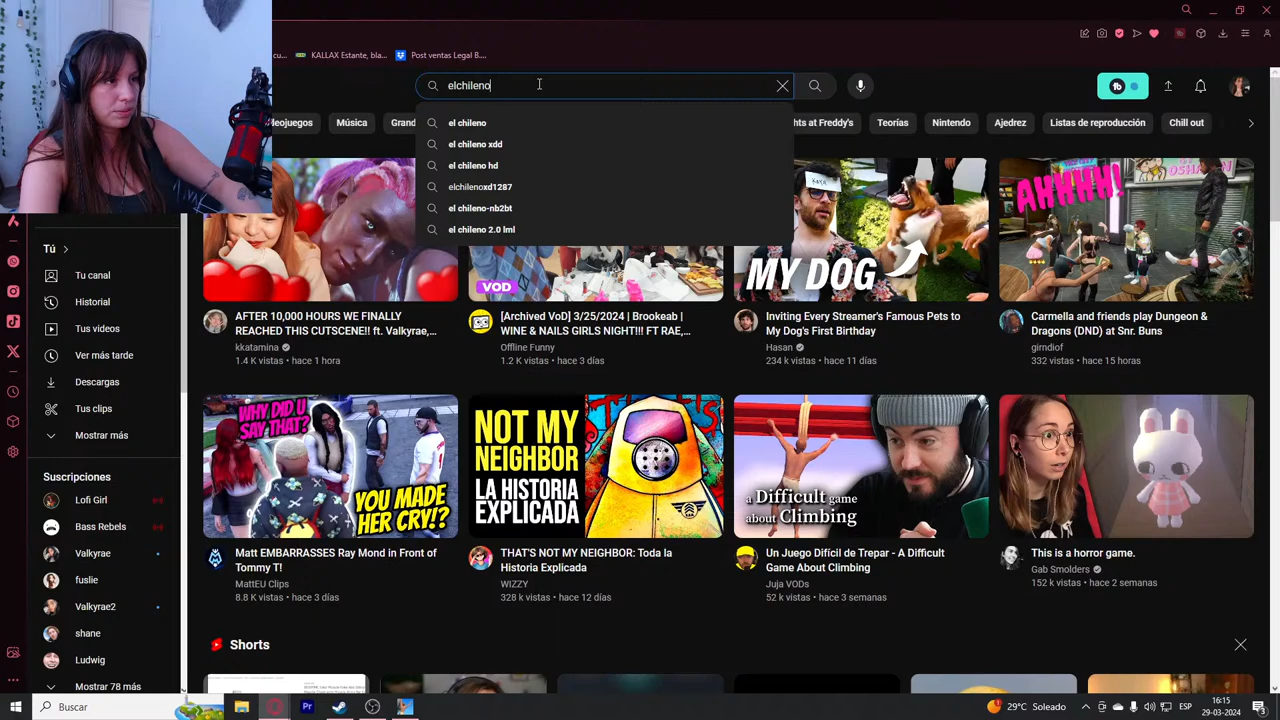 cu...
KALLAX Estante, bla...
Post ventas Legal B...
elchileno
el chileno
el chileno xdd
el chileno hd
elchilenoxd1287
el chileno-nb2bt
el chileno 2.0 lml
Música
Ajedrez
Nintendo
Teorías
Listas de reproducción
Chill out
Tú
Tu canal
Historial
Tus videos
Ver más tarde
Descargas
Tus clips
Mostrar más
Suscripciones
Lofi Girl
Bass Rebels
Valkyrae
fuslie
Valkyrae2
shane
Ludwig
Mostrar 78 más
VOD
MY DOG
AHHHH!
AFTER 10,000 HOURS WE FINALLY
REACHED THIS CUTSCENE!! ft. Valkyrae,...
kkatamina
1.4 K vistas • hace 1 hora
[Archived VoD] 3/25/2024 | Brookeab |
WINE & NAILS GIRLS NIGHT!!! FT RAE,...
Offline Funny
1.2 K vistas • hace 3 días
Inviting Every Streamer's Famous Pets to
My Dog's First Birthday
Hasan
234 k vistas • hace 11 días
Carmella and friends play Dungeon &
Dragons (DND) at Snr. Buns
girndiof
332 vistas • hace 15 horas
WHY DID U
SAY THAT?
YOU MADE
HER CRY!?
NOT MY
NEIGHBOR
LA HISTORIA
EXPLICADA
a Difficult game
about Climbing
Matt EMBARRASSES Ray Mond in Front of
Tommy T!
MattEU Clips
8.8 K vistas • hace 3 días
THAT'S NOT MY NEIGHBOR: Toda la
Historia Explicada
WIZZY
328 k vistas • hace 12 días
Un Juego Difícil de Trepar - A Difficult
Game About Climbing
Juja VODs
52 k vistas • hace 3 semanas
This is a horror game.
Gab Smolders
152 k vistas • hace 2 semanas
Shorts
Buscar
Pr
29°C Soleado
ESP
16:15
29-03-2024